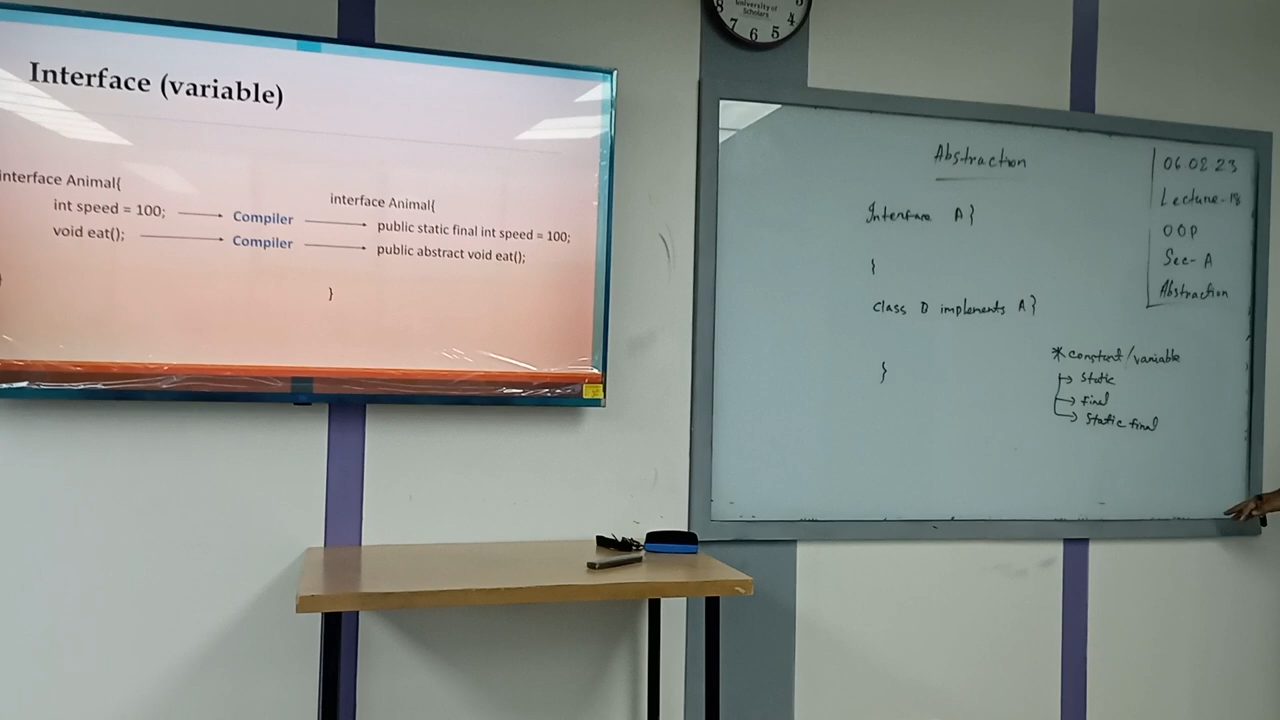 Interface (variable)
interface Animal{
int speed = 100; Compiler
void eat(); Compiler
}
interface Animal{
public static final int speed = 100;
public abstract void eat();
}
University of
Scholars
8 7 6 5 4
Abstraction
Interface A}
}
class D implements A}
}
* constant/variable
Static
final
Static final
06.02.23
Lecture-18
OOP
Sec- A
Abstraction